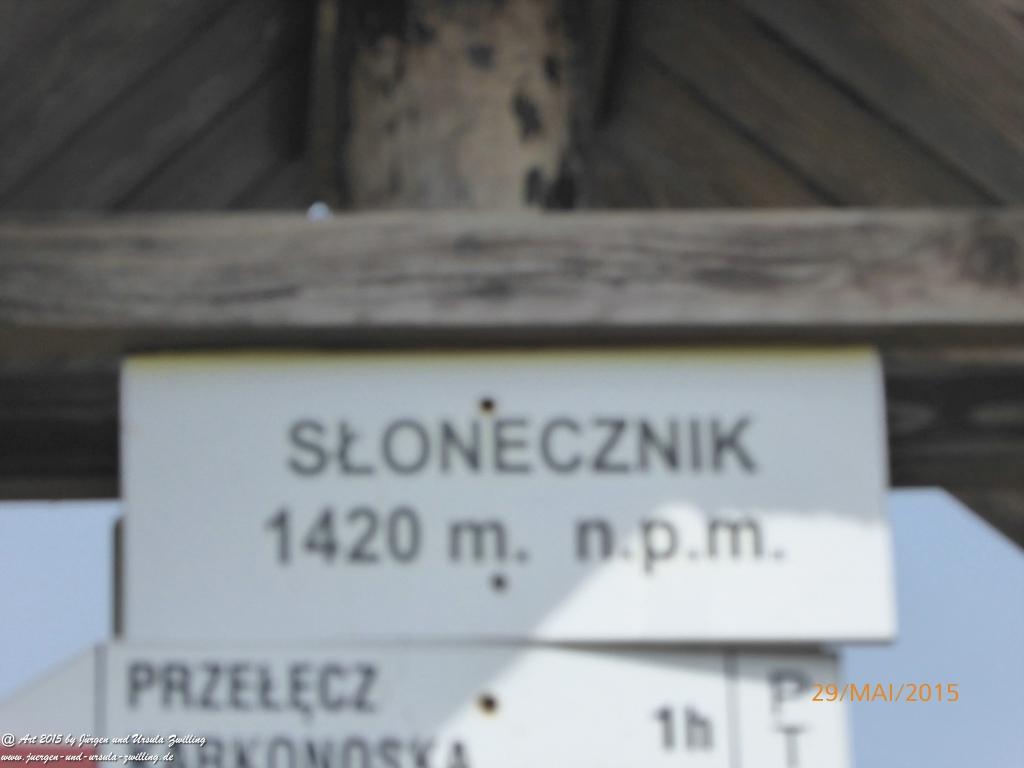 SŁONECZNIK
1420 m. n.p.m.
PRZEŁĘCZ
1h
P
T
29/MAI/2015
@ Art 2015 by Jürgen und Ursula Zwilling
www.juergen-und-ursula-zwilling.de